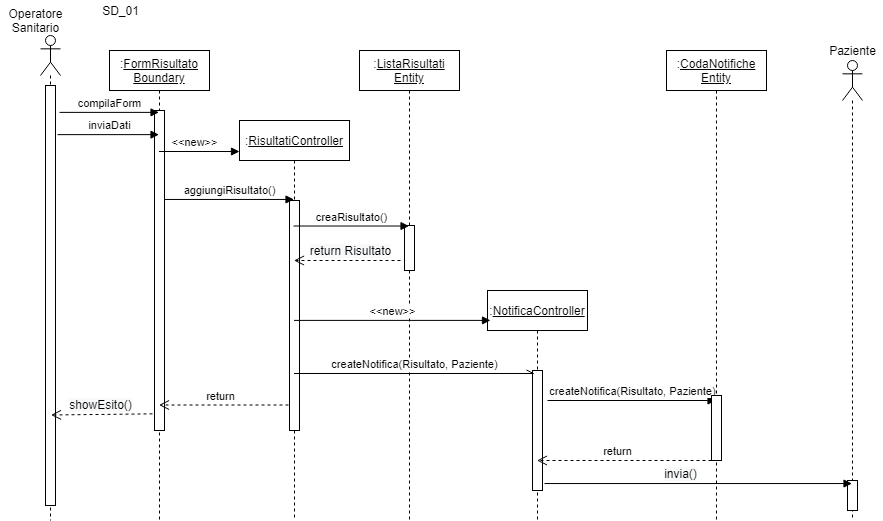 SD_01
Operatore
Sanitario
:FormRisultato
Boundary
:ListaRisultati
Entity
:CodaNotifiche
Entity
Paziente
compilaForm
inviaDati
<<new>>
:RisultatiController
aggiungiRisultato()
creaRisultato()
return Risultato
<<new>>
:NotificaController
createNotifica(Risultato, Paziente)
createNotifica(Risultato, Paziente)
return
showEsito()
return
invia()